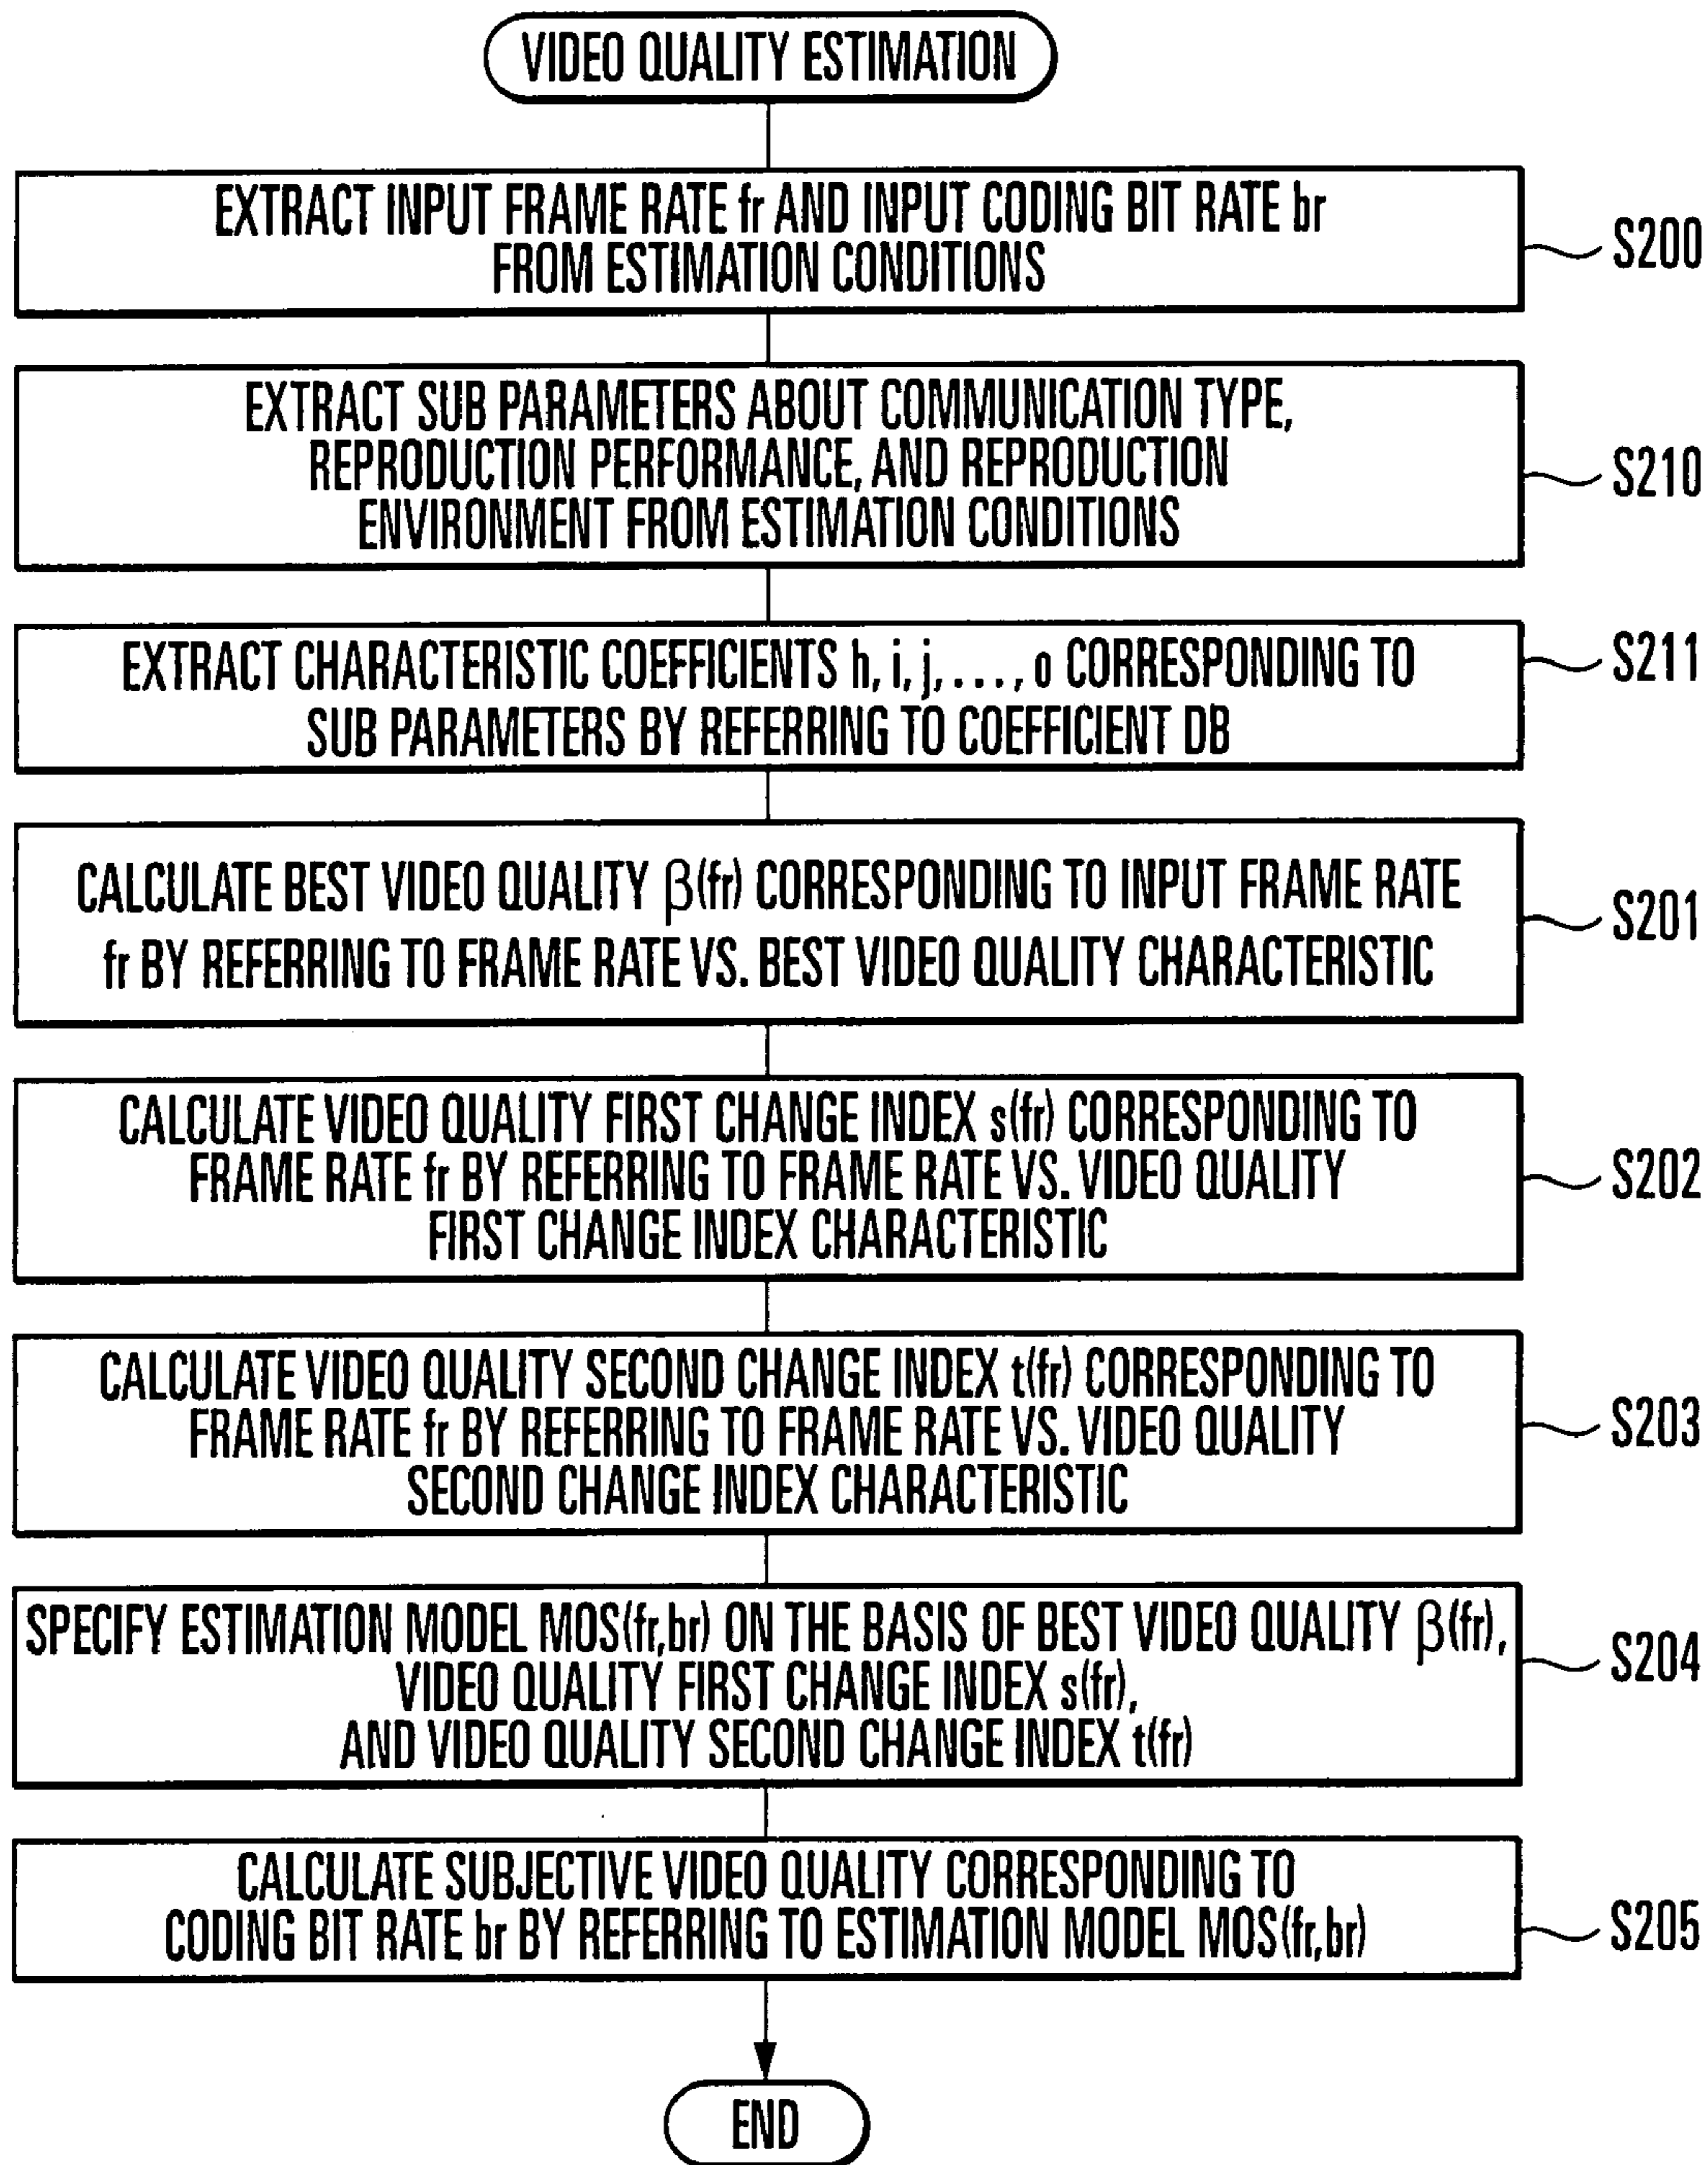 VIDEO QUALITY ESTIMATION
EXTRACT INPUT FRAME RATE fr AND INPUT CODING BIT RATE br
FROM ESTIMATION CONDITIONS
S200
EXTRACT SUB PARAMETERS ABOUT COMMUNICATION TYPE,
REPRODUCTION PERFORMANCE, AND REPRODUCTION
ENVIRONMENT FROM ESTIMATION CONDITIONS
S210
EXTRACT CHARACTERISTIC COEFFICIENTS h, i, j, . . . , o CORRESPONDING TO
SUB PARAMETERS BY REFERRING TO COEFFICIENT DB
S211
CALCULATE BEST VIDEO QUALITY β(fr) CORRESPONDING TO INPUT FRAME RATE
fr BY REFERRING TO FRAME RATE VS. BEST VIDEO QUALITY CHARACTERISTIC
S201
CALCULATE VIDEO QUALITY FIRST CHANGE INDEX s(fr) CORRESPONDING TO
FRAME RATE fr BY REFERRING TO FRAME RATE VS. VIDEO QUALITY
FIRST CHANGE INDEX CHARACTERISTIC
S202
CALCULATE VIDEO QUALITY SECOND CHANGE INDEX t(fr) CORRESPONDING TO
FRAME RATE fr BY REFERRING TO FRAME RATE VS. VIDEO QUALITY
SECOND CHANGE INDEX CHARACTERISTIC
S203
SPECIFY ESTIMATION MODEL MOS(fr,br) ON THE BASIS OF BEST VIDEO QUALITY β(fr),
VIDEO QUALITY FIRST CHANGE INDEX s(fr),
AND VIDEO QUALITY SECOND CHANGE INDEX t(fr)
S204
CALCULATE SUBJECTIVE VIDEO QUALITY CORRESPONDING TO
CODING BIT RATE br BY REFERRING TO ESTIMATION MODEL MOS(fr,br)
S205
END